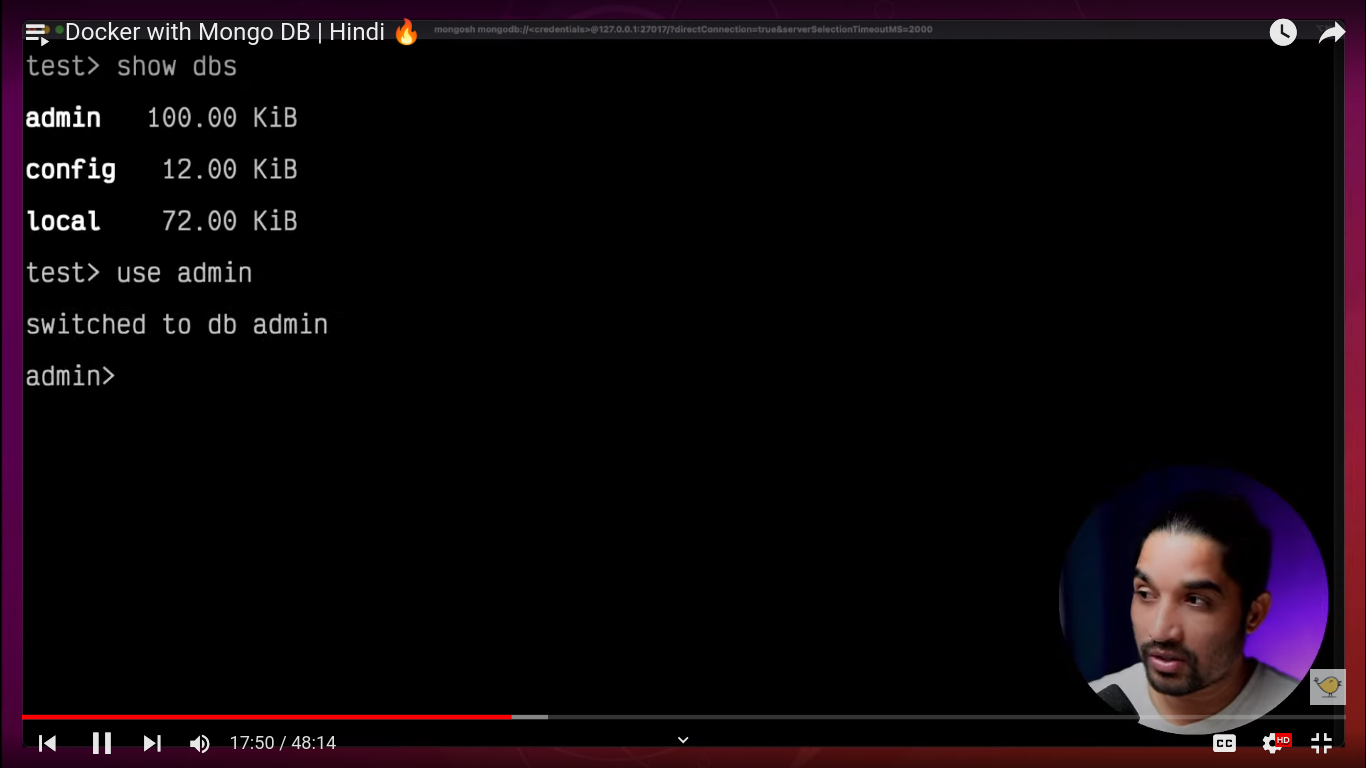 Docker with Mongo DB | Hindi 🔥
mongosh mongodb://<credentials>@127.0.0.1:27017/?directConnection=true&serverSelectionTimeoutMS=2000
test> show dbs
admin 100.00 KiB
config 12.00 KiB
local 72.00 KiB
test> use admin
switched to db admin
admin>
17:50 / 48:14
CC
HD